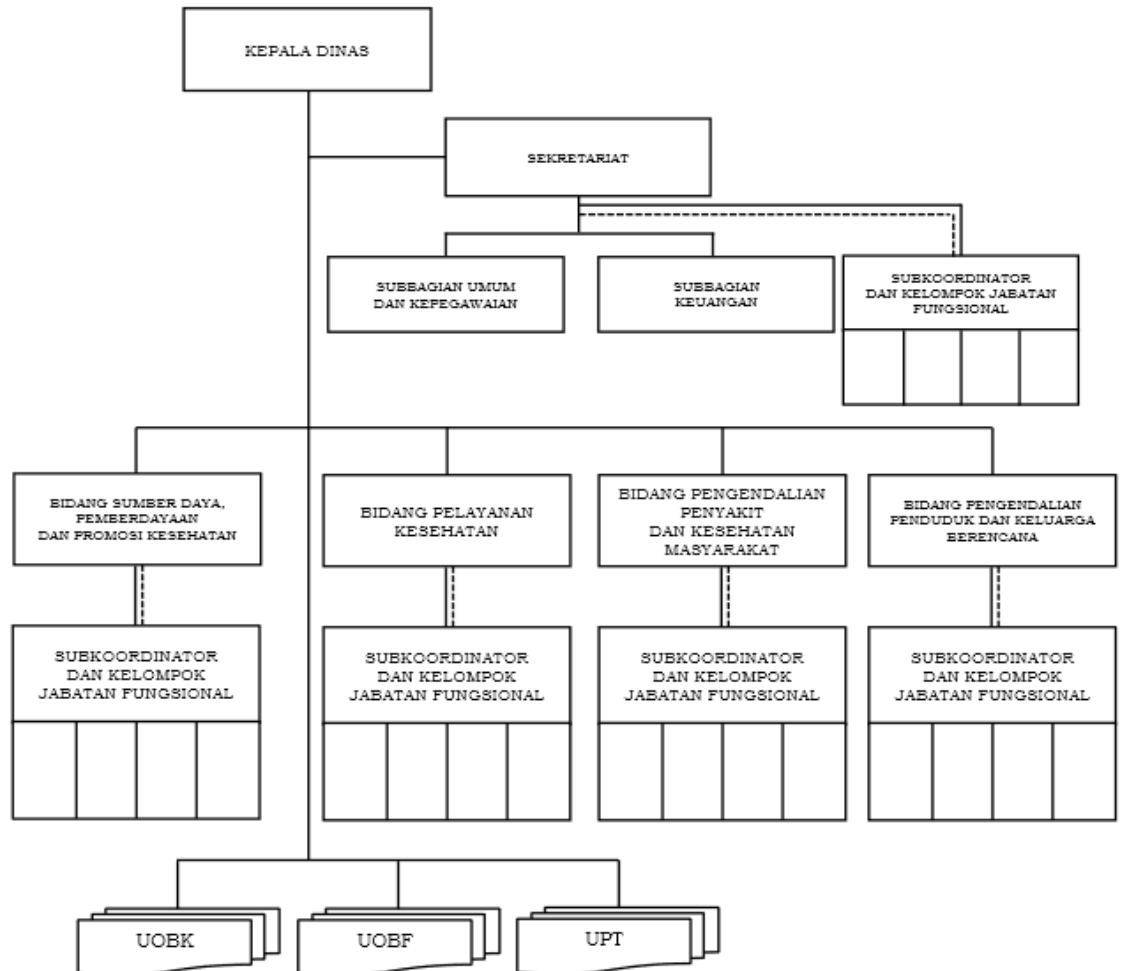 KEPALA DINAS
SEKRETARIAT
SUBBAGIAN UMUM
DAN KEPEGAWAIAN
SUBBAGIAN
KEUANGAN
SUBKOORDINATOR
DAN KELOMPOK JABATAN
FUNGSIONAL
BIDANG SUMBER DAYA,
PEMBERDAYAAN
DAN PROMOSI KESEHATAN
BIDANG PELAYANAN
KESEHATAN
BIDANG PENGENDALIAN
PENYAKIT
DAN KESEHATAN
MASYARAKAT
BIDANG PENGENDALIAN
PENDUDUK DAN KELUARGA
BERENCANA
SUBKOORDINATOR
DAN KELOMPOK
JABATAN FUNGSIONAL
SUBKOORDINATOR
DAN KELOMPOK
JABATAN FUNGSIONAL
SUBKOORDINATOR
DAN KELOMPOK
JABATAN FUNGSIONAL
SUBKOORDINATOR
DAN KELOMPOK
JABATAN FUNGSIONAL
UOBK
UOBF
UPT